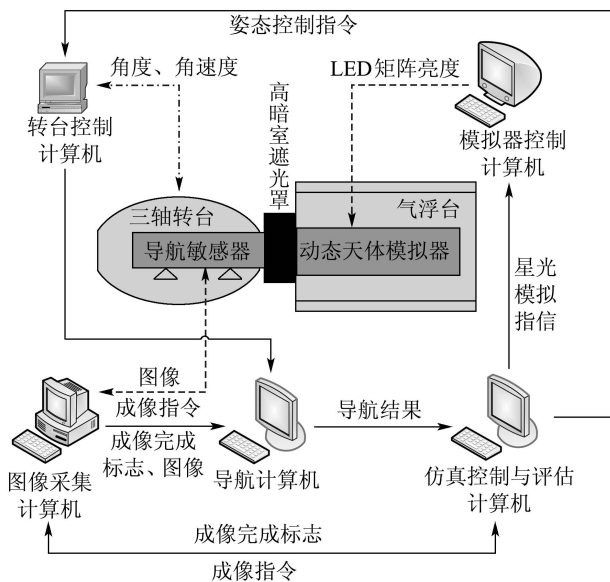 姿态控制指令
角度、角速度
LED矩阵亮度
转台控制
计算机
高
暗
室
遮
光
罩
模拟器控制
计算机
三轴转台
气浮台
导航敏感器
动态天体模拟器
星光
模拟
指信
图像
成像指令
成像完成
标志、图像
导航结果
图像采集
计算机
导航计算机
仿真控制与评估
计算机
成像完成标志
成像指令